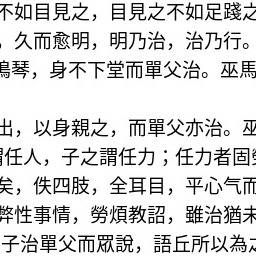 不如目見之，目見之不如足踐之
，久而愈明，明乃治，治乃行。
鳴琴，身不下堂而單父治。巫馬
出，以身親之，而單父亦治。巫
謂任人，子之謂任力；任力者固勞
矣，佚四肢，全耳目，平心气而
弊性事情，勞煩教詔，雖治猶未
子治單父而眾說，語丘所以為之